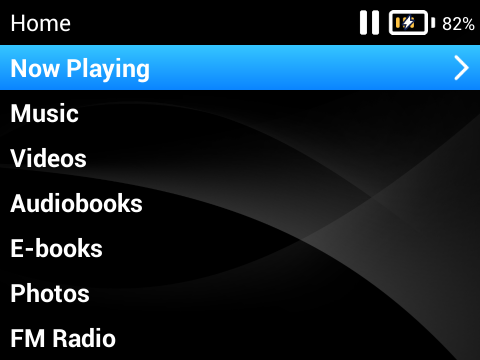 Home 82%
Now Playing
Music
Videos
Audiobooks
E-books
Photos
FM Radio